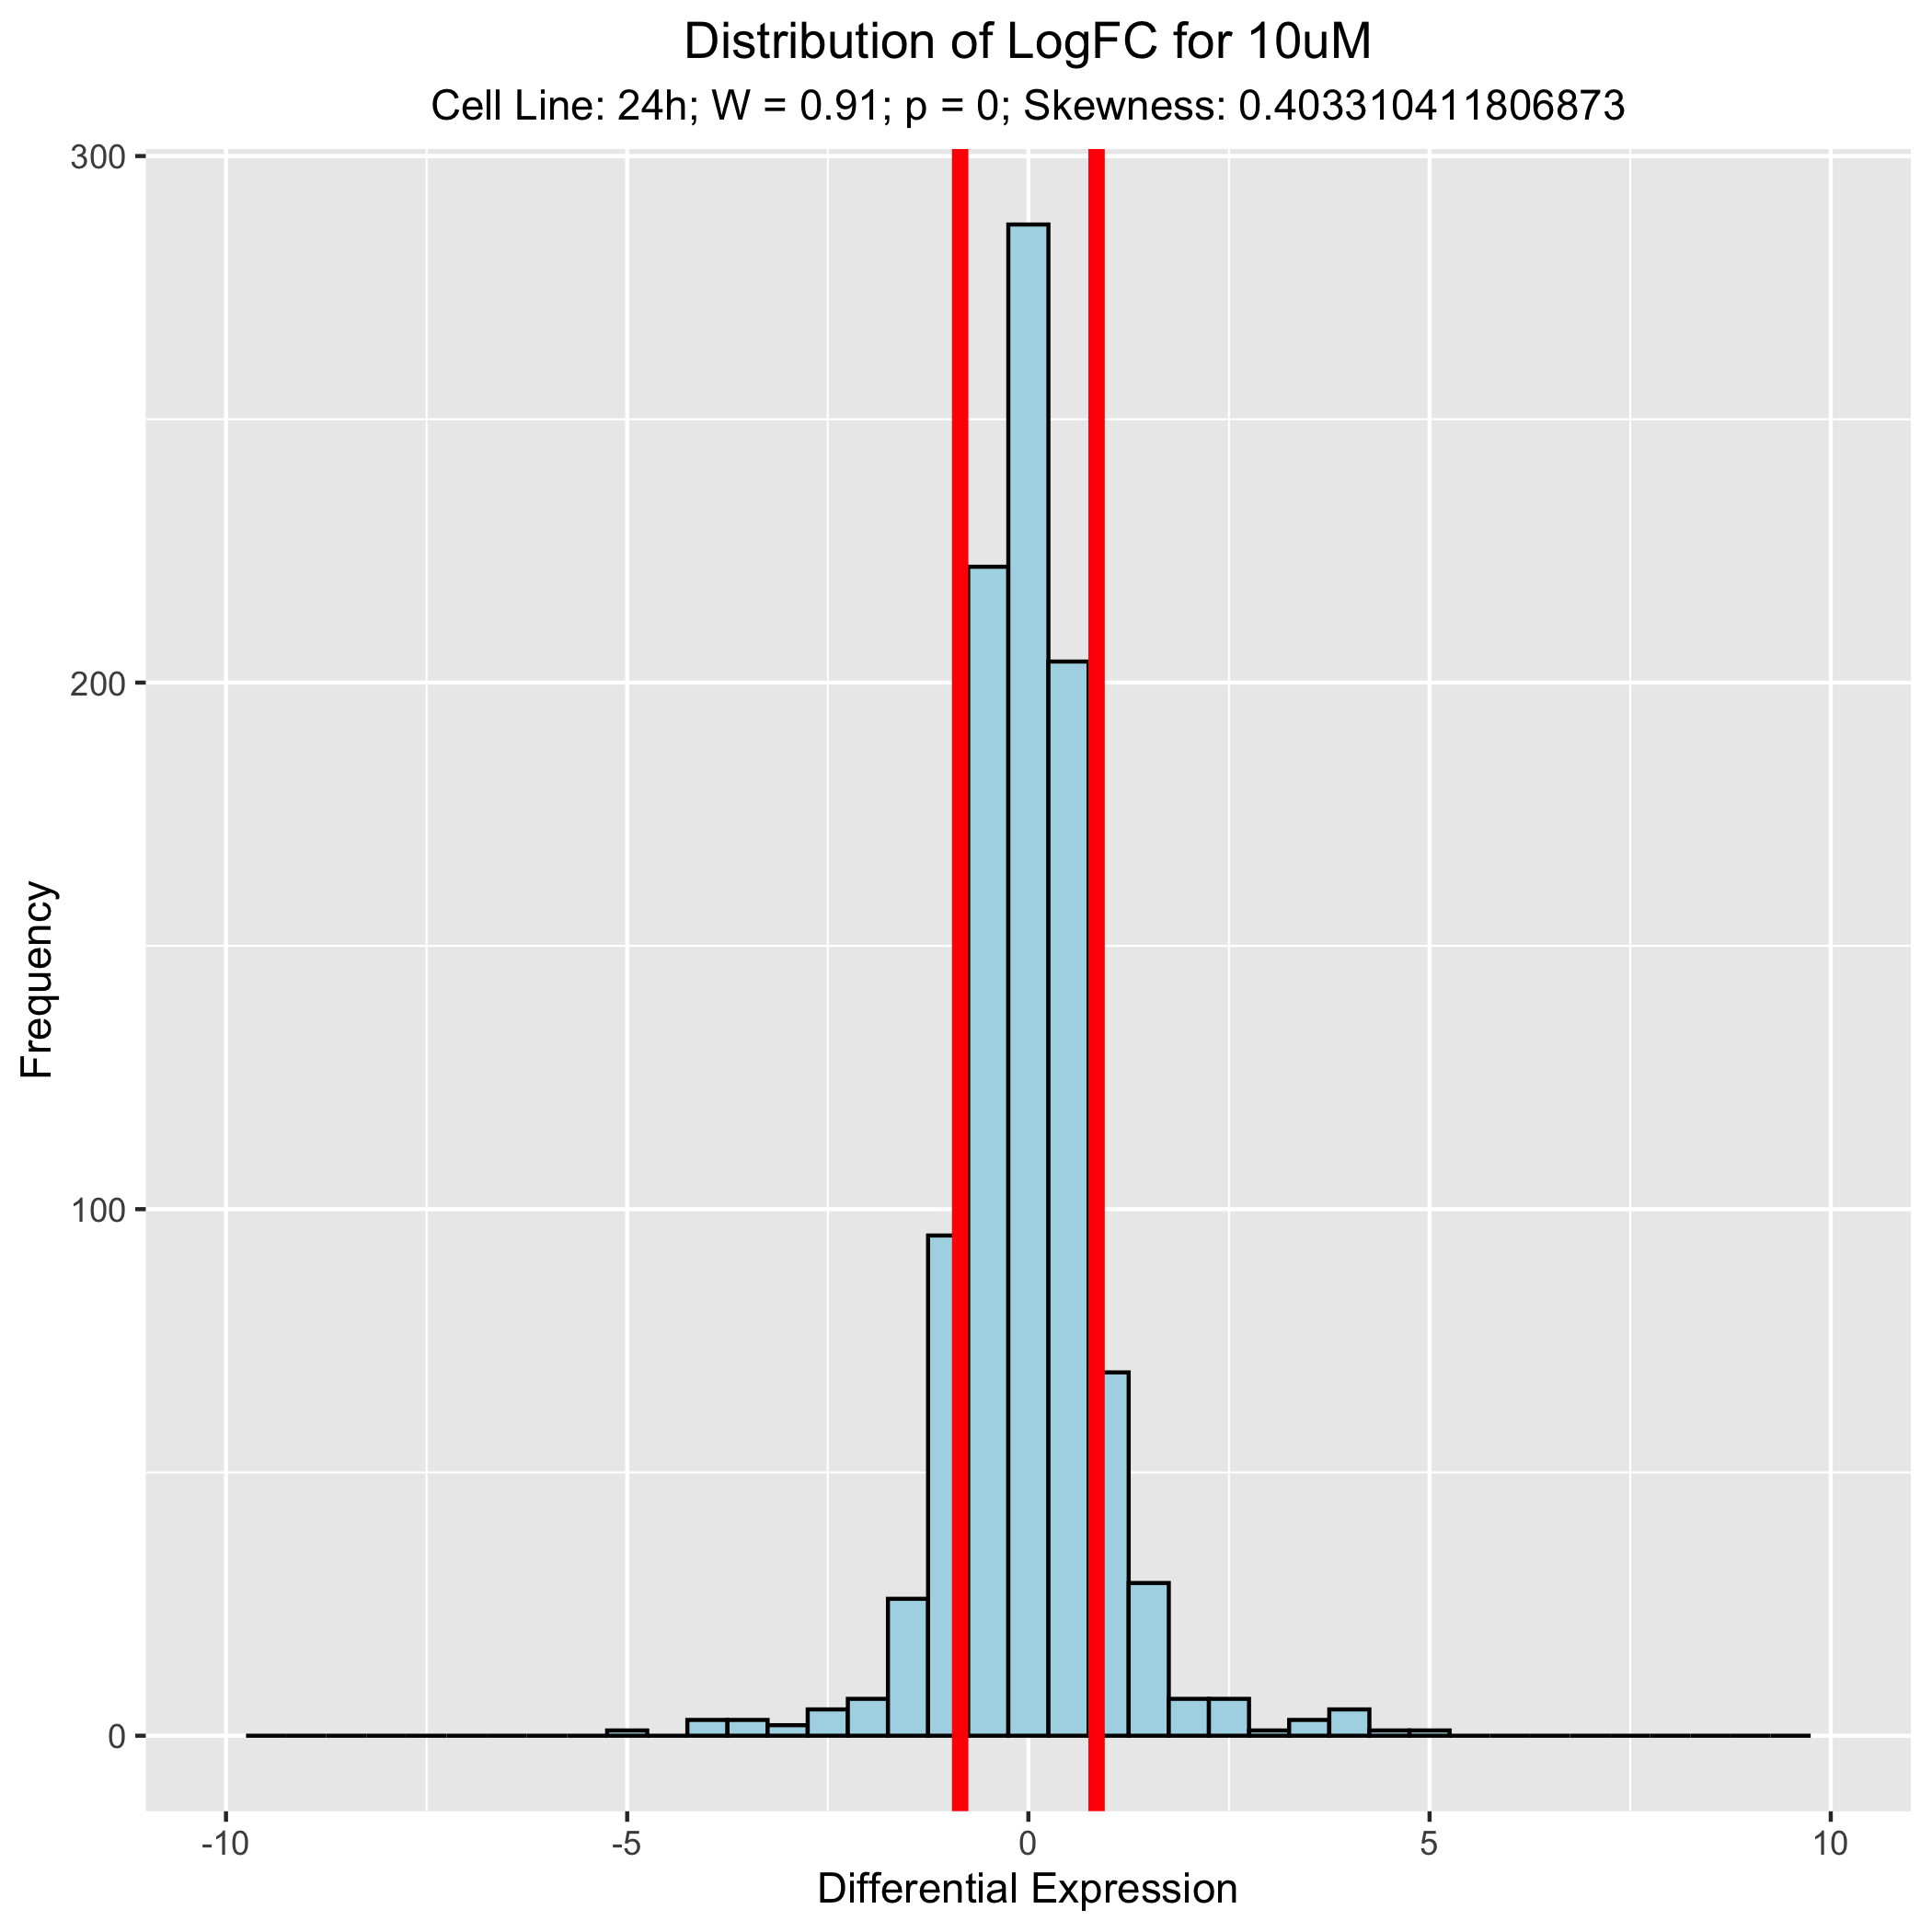 Distribution of LogFC for 10uM
Cell Line: 24h; W = 0.91; p = 0; Skewness: 0.403310411806873
300
200
100
0
Frequency
-10
-5
0
5
10
Differential Expression